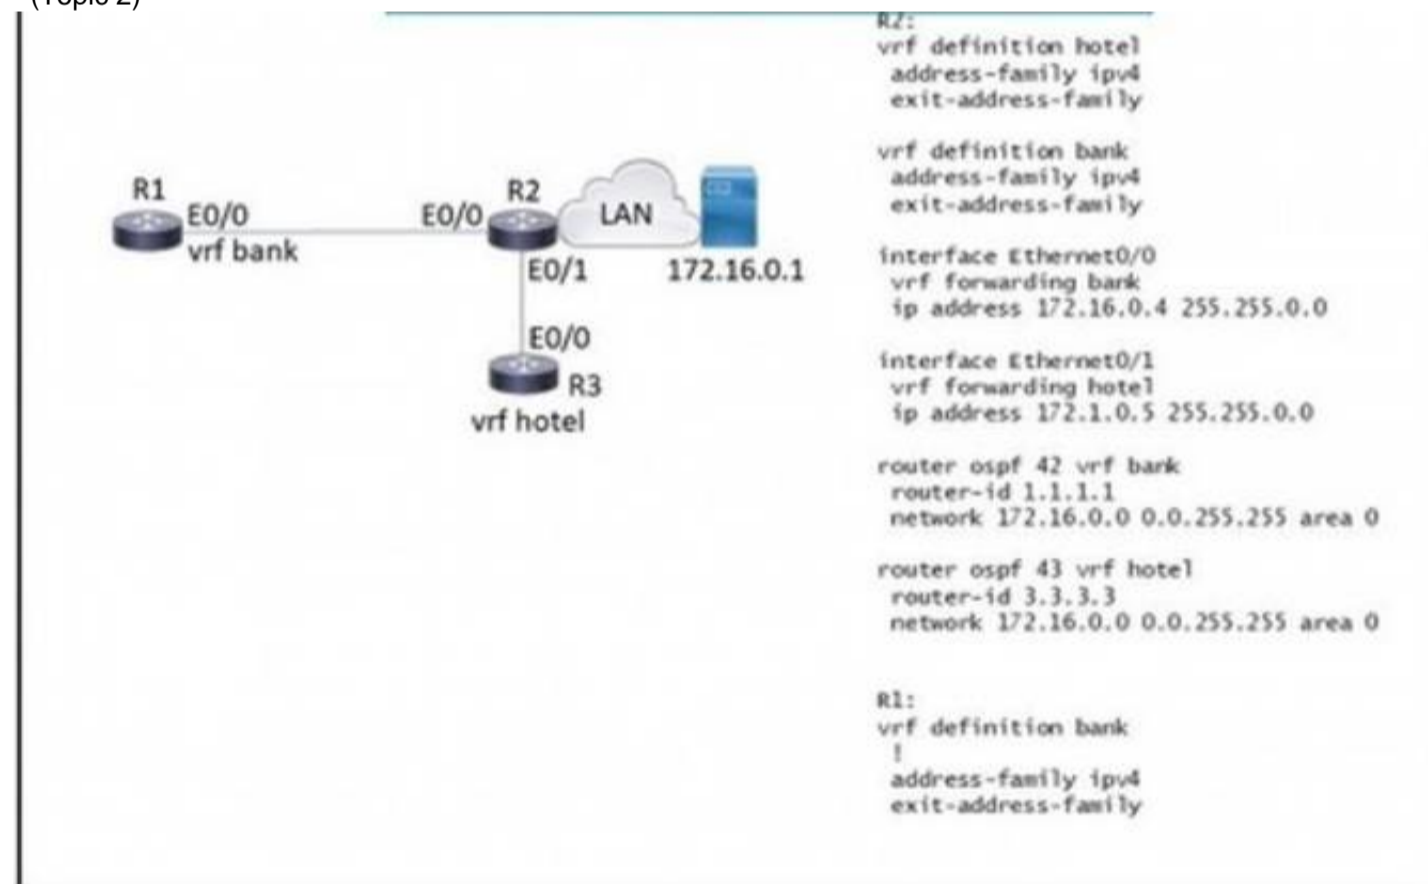 (Topic 2)
R1
E0/0
vrf bank
E0/0
R2
LAN
E0/1
172.16.0.1
E0/0
R3
vrf hotel
R2:
vrf definition hotel
address-family ipv4
exit-address-family
vrf definition bank
address-family ipv4
exit-address-family
interface Ethernet0/0
vrf forwarding bank
ip address 172.16.0.4 255.255.0.0
interface Ethernet0/1
vrf forwarding hotel
ip address 172.1.0.5 255.255.0.0
router ospf 42 vrf bank
router-id 1.1.1.1
network 172.16.0.0 0.0.255.255 area 0
router ospf 43 vrf hotel
router-id 3.3.3.3
network 172.16.0.0 0.0.255.255 area 0
R1:
vrf definition bank
!
address-family ipv4
exit-address-family